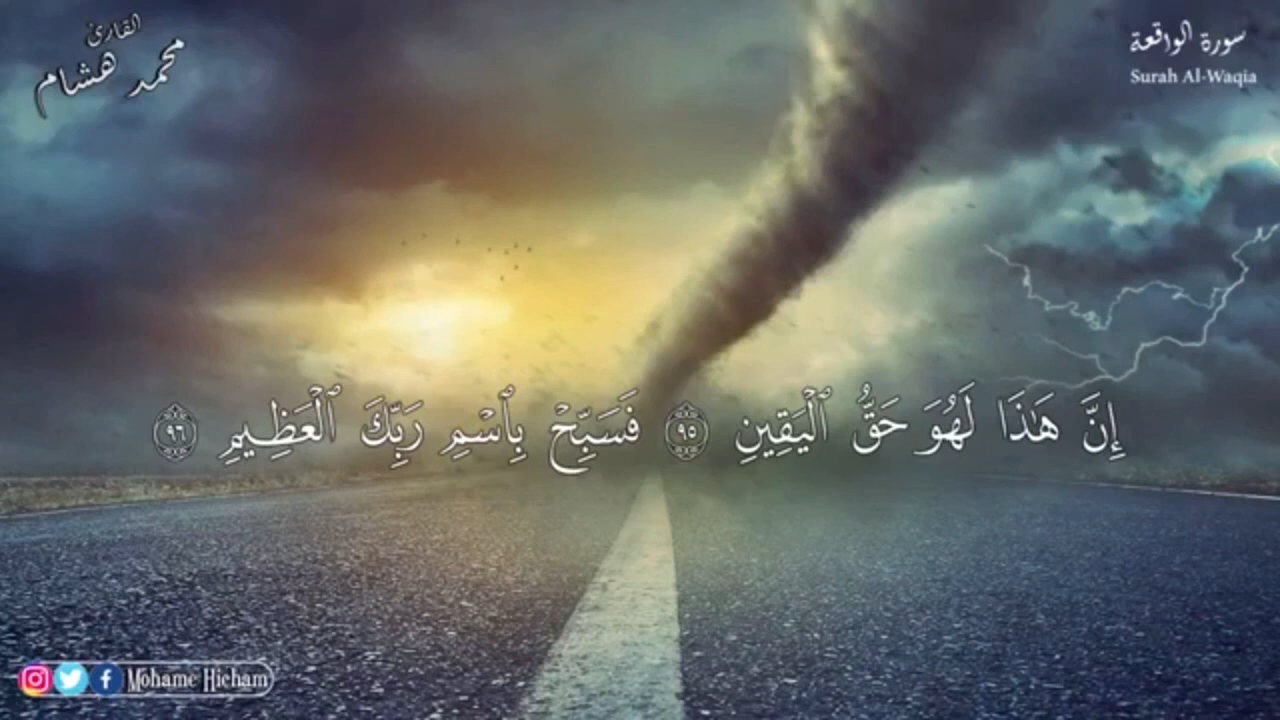 القارئ
محمد هشام
سورة الواقعة
Surah Al-Waqia
إِنَّ هَٰذَا لَهُوَ حَقُّ ٱلْيَقِينِ ٩٥ فَسَبِّحْ بِٱسْمِ رَبِّكَ ٱلْعَظِيمِ ٩٦
Mohame Hicham